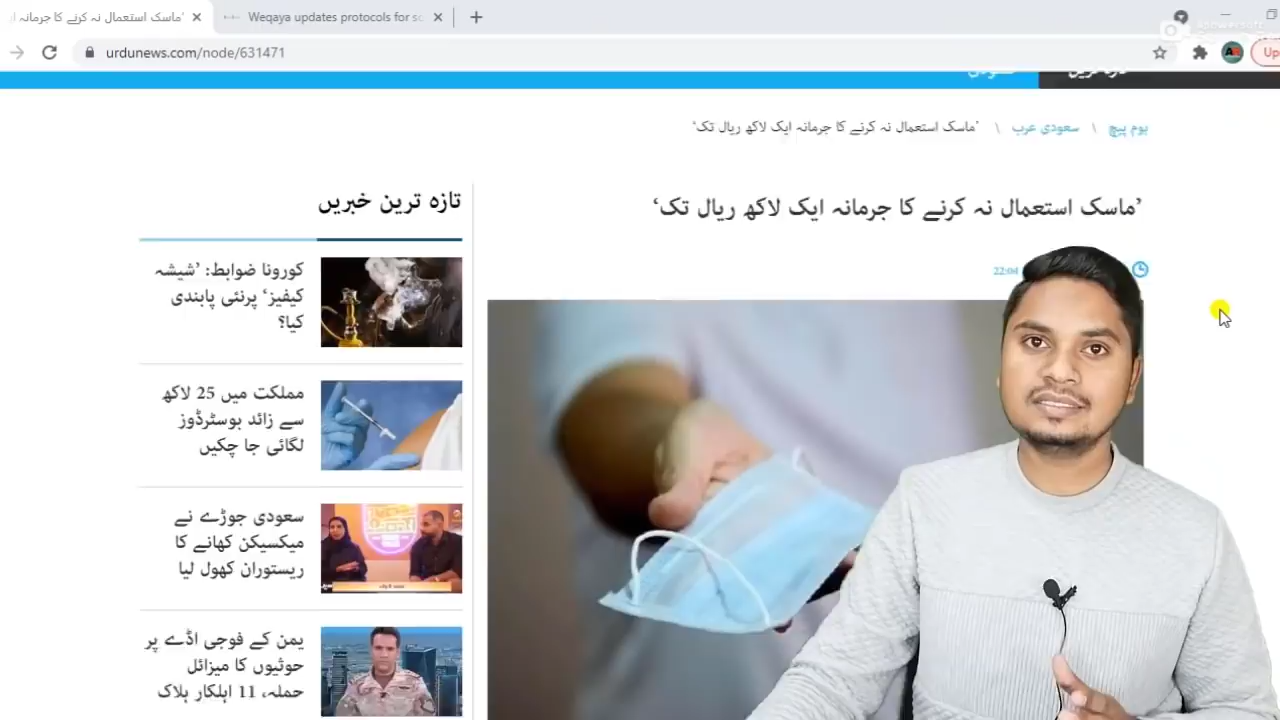 ’ماسک استعمال نہ کرنے کا جرمانہ ا
Weqaya updates protocols for sc
urdunews.com/node/631471
Up
ہوم پیج \ سعودی عرب \ ’ماسک استعمال نہ کرنے کا جرمانہ ایک لاکھ ریال تک‘
’ماسک استعمال نہ کرنے کا جرمانہ ایک لاکھ ریال تک‘
22:04
تازہ ترین خبریں
کورونا ضوابط: ’شیشہ
کیفیز‘ پرنئی پابندی
کیا؟
مملکت میں 25 لاکھ
سے زائد بوسٹرڈوز
لگائی جا چکیں
سعودی جوڑے نے
میکسیکن کھانے کا
ریستوران کھول لیا
یمن کے فوجی اڈے پر
حوثیوں کا میزائل
حملہ، 11 اہلکار ہلاک